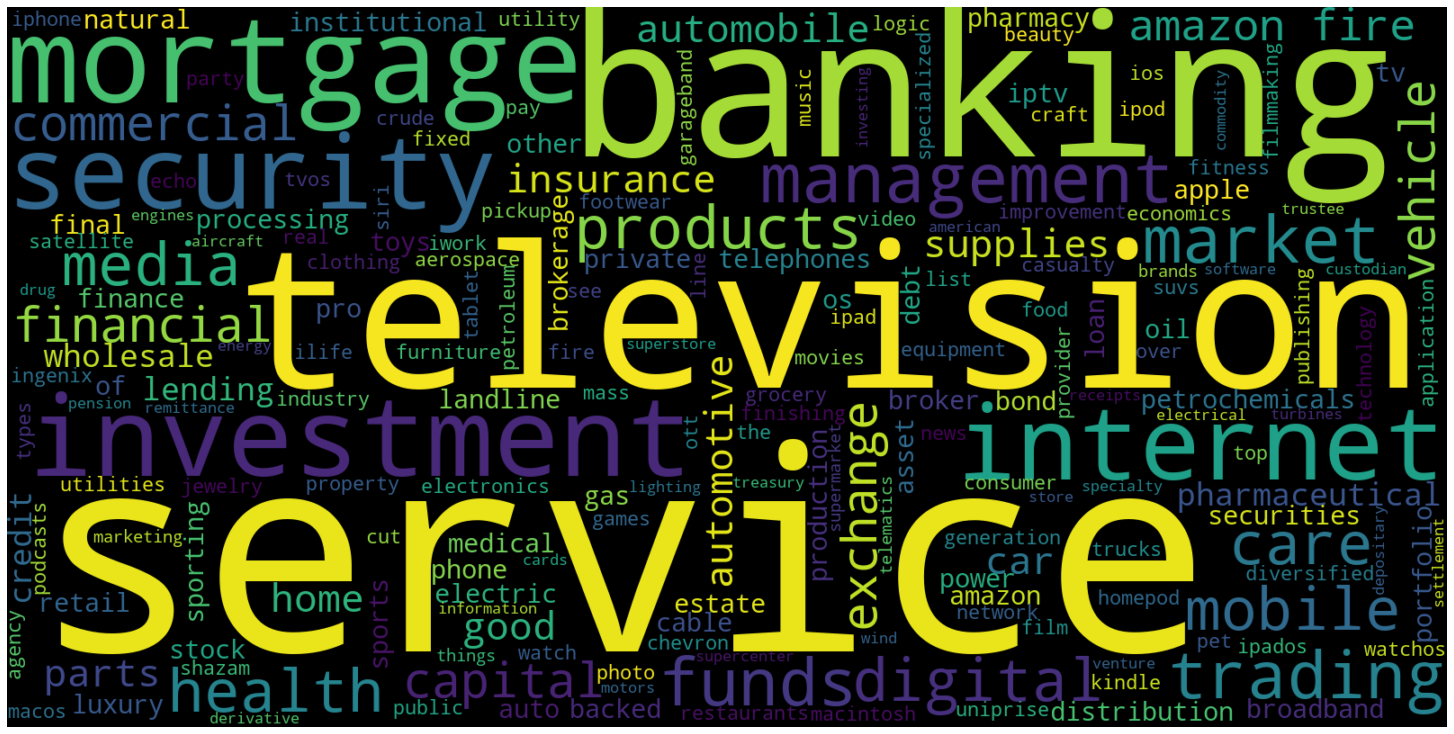 iphone
natural
institutional
utility
automobile
logic
pharmacy
beauty
amazon fire
mortgage
banking
party
pay
garageband
music
investing
specialized
iptv
ios
craft
ipod
commodity
filmmaking
tv
commercial
crude
fixed
other
security
echo
tvos
siri
insurance
management
fitness
apple
vehicle
final
engines
processing
pickup
footwear
products
video
improvement
economics
trustee
american
satellite
aircraft
real
toys
iwork
aerospace
brokerage
private
telephones
supplies
market
media
clothing
line
casualty
brands
software
custodian
drug
finance
pro
tablet
petroleum
see
television
os
ipad
debt
list
food
loan
suvs
oil
publishing
application
financial
energy
ilife
furniture
fire
superstore
movies
equipment
provider
over
technology
wholesale
ingenix
of
lending
industry
landline
mass
automotive
grocery
broker
bond
petrochemicals
receipts
pension
remittance
types
investment
ott
the
finishing
supermarket
production
exchange
news
asset
electrical
turbines
top
internet
utilities
jewelry
property
electronics
gas
lighting
treasury
telematics
consumer
store
specialty
pharmaceutical
credit
podcasts
marketing
sporting
service
cut
games
medical
cards
phone
generation
car
trucks
securities
care
diversified
depositary
portfolio
settlement
retail
home
information
electric
good
estate
cable
power
amazon
network
homepod
mobile
agency
stock
shazam
sports
things
watch
chevron
supercenter
wind
film
pet
ipados
watchos
parts
health
capital
photo
motors
funds
digital
venture
kindle
trading
macos
luxury
derivative
public
auto
backed
restaurants
macintosh
uniprise
distribution
broadband